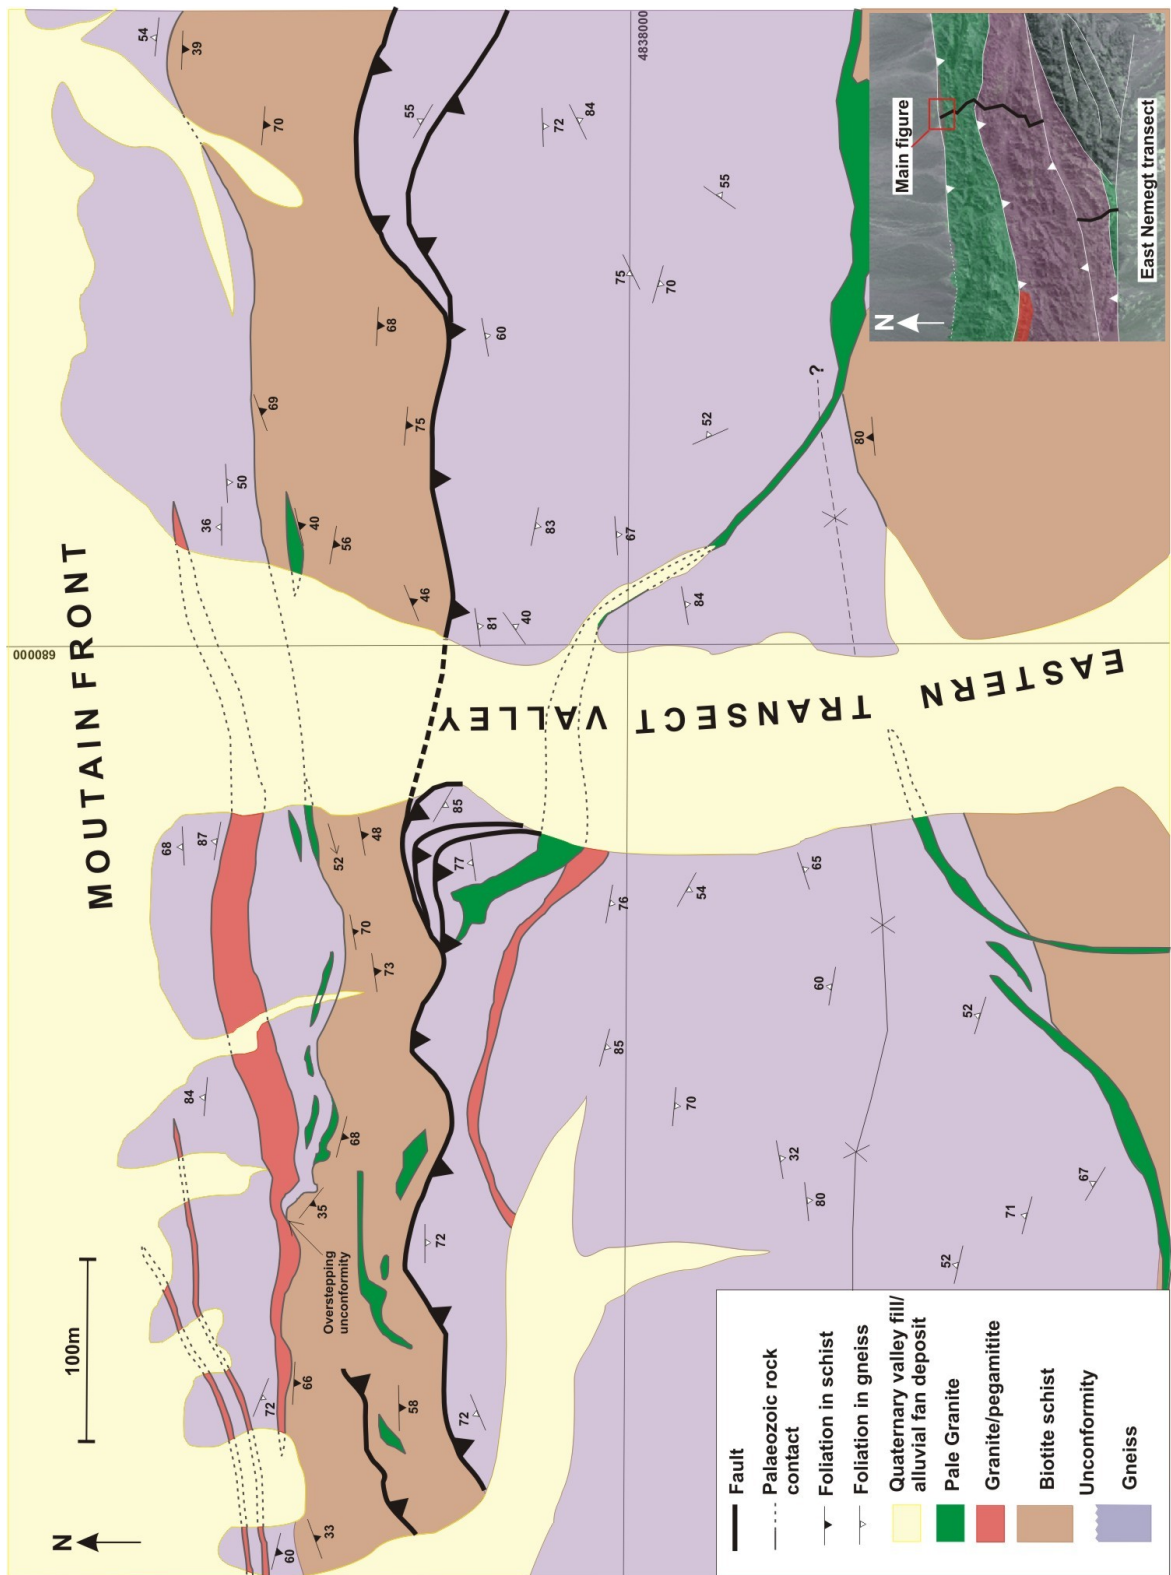 MOUTAIN FRONT
EASTERN TRANSECT VALLEY
N
100m
680000
4838000
Overstepping
unconformity
60
33
72
66
58
72
72
35
68
84
68
87
52
48
70
73
85
77
76
54
65
60
85
70
32
80
52
52
71
67
36
50
69
40
56
46
81
40
83
67
84
75
68
60
52
80
?
75
70
55
72
84
55
70
39
54
Fault
Palaeozoic rock
contact
Foliation in schist
Foliation in gneiss
Quaternary valley fill/
alluvial fan deposit
Pale Granite
Granite/pegamitite
Biotite schist
Unconformity
Gneiss
N
Main figure
East Nemegt transect